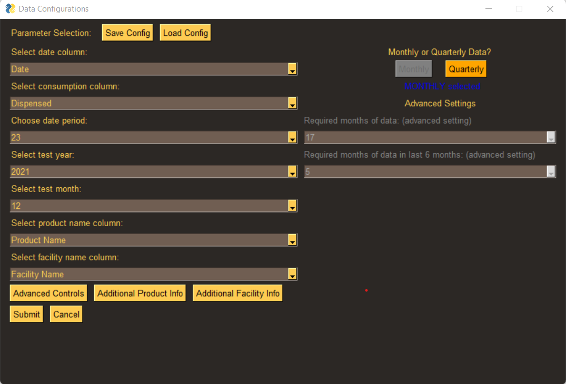 Data Configurations
Parameter Selection: Save Config Load Config
Select date column:
Date
Select consumption column:
Dispensed
Choose date period:
23
Select test year:
2021
Select test month:
12
Select product name column:
Product Name
Select facility name column:
Facility Name
Advanced Controls Additional Product Info Additional Facility Info
Submit Cancel
Monthly or Quarterly Data?
Monthly Quarterly
Advanced Settings
Required months of data: (advanced setting)
17
Required months of data in last 6 months: (advanced setting)
5